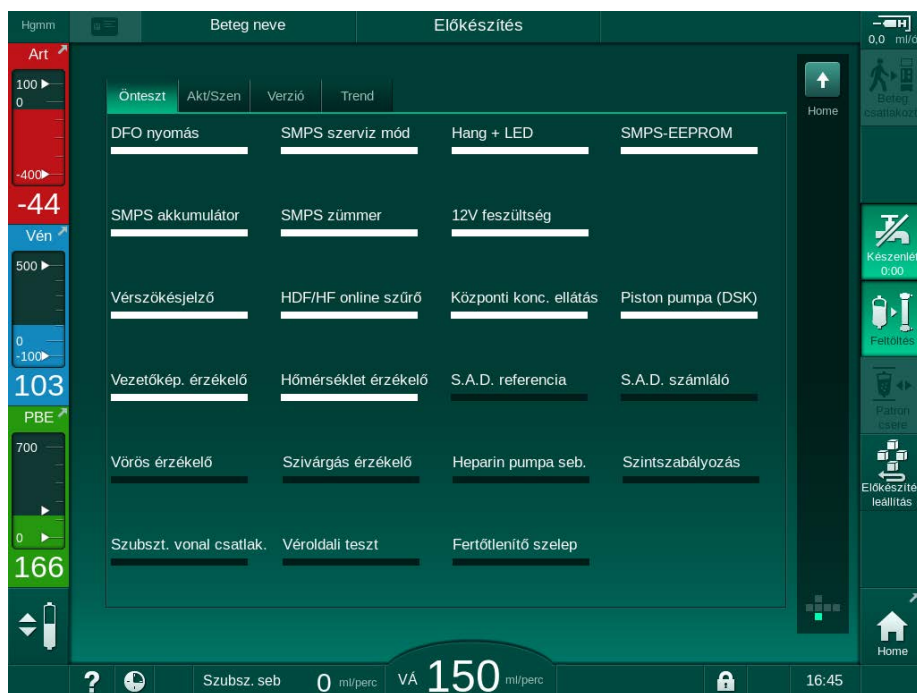 Hgmm
Beteg neve
Előkészítés
0,0 ml/ó
Art
100
0
-400
-44
Vén
500
0
-100
103
PBE
700
0
166
Önteszt Akt/Szen Verzió Trend
DFO nyomás SMPS szerviz mód Hang + LED SMPS-EEPROM
SMPS akkumulátor SMPS zümmer 12V feszültség
Vérszökésjelző HDF/HF online szűrő Központi konc. ellátás Piston pumpa (DSK)
Vezetőkép. érzékelő Hőmérséklet érzékelő S.A.D. referencia S.A.D. számláló
Vörös érzékelő Szivárgás érzékelő Heparin pumpa seb. Szintszabályozás
Szubszt. vonal csatlak. Véroldali teszt Fertőtlenítő szelep
Home
Beteg
csatlakozt
Készenlét
0:00
Feltöltés
Patron
csere
Előkészíté
leállítás
Home
? Szubsz. seb 0 ml/perc VÁ 150 ml/perc 16:45